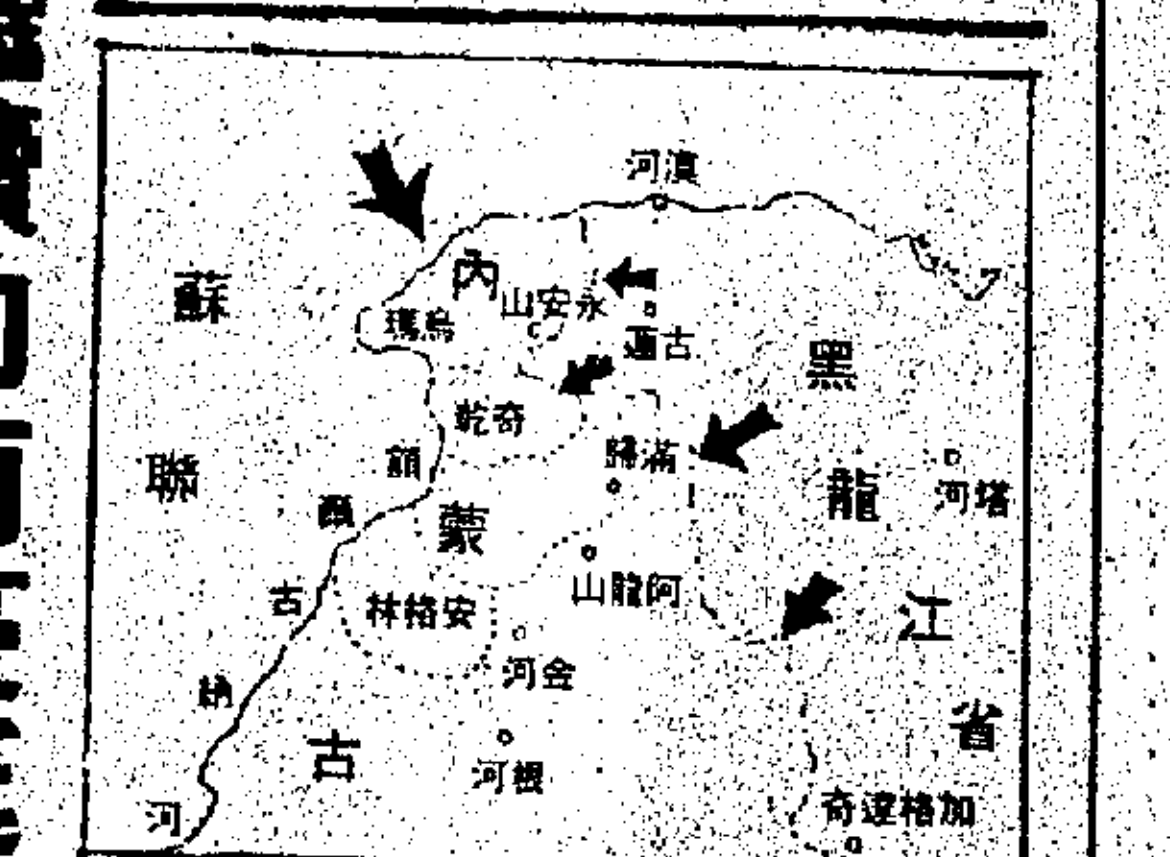 漠河
蘇聯
內蒙古
黑龍江省
永安山
烏瑪
古蓮
奇乾
滿歸
塔河
額爾古納河
阿龍山
安格林
金河
根河
加格達奇